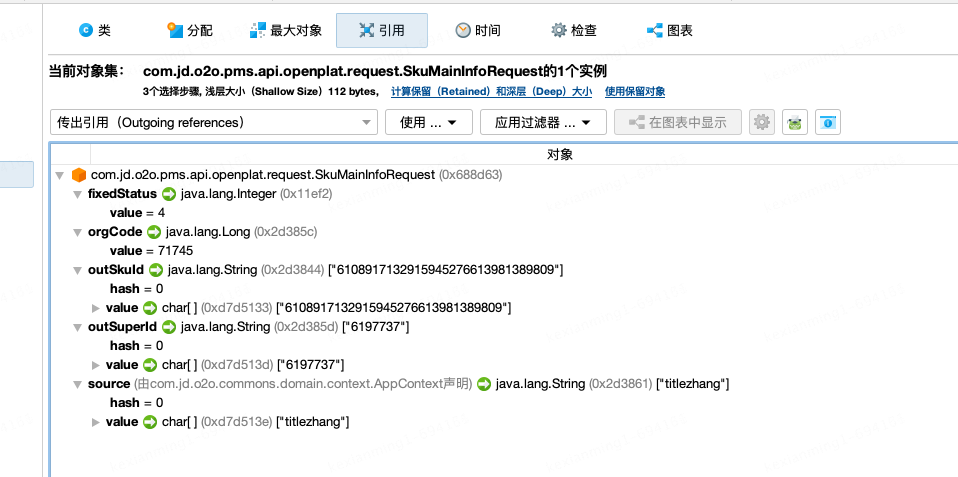 类 分配 最大对象 引用 时间 检查 图表
当前对象集： com.jd.o2o.pms.api.openplat.request.SkuMainInfoRequest的1个实例
3个选择步骤, 浅层大小（Shallow Size）112 bytes, 计算保留（Retained）和深层（Deep）大小 使用保留对象
传出引用（Outgoing references） 使用 ... 应用过滤器 ... 在图表中显示
对象
com.jd.o2o.pms.api.openplat.request.SkuMainInfoRequest (0x688d63)
fixedStatus java.lang.Integer (0x11ef2)
value = 4
orgCode java.lang.Long (0x2d385c)
value = 71745
outSkuId java.lang.String (0x2d3844) ["6108917132915945276613981389809"]
hash = 0
value char[ ] (0xd7d5133) ["6108917132915945276613981389809"]
outSuperId java.lang.String (0x2d385d) ["6197737"]
hash = 0
value char[ ] (0xd7d513d) ["6197737"]
source (由com.jd.o2o.commons.domain.context.AppContext声明) java.lang.String (0x2d3861) ["titlezhang"]
hash = 0
value char[ ] (0xd7d513e) ["titlezhang"]